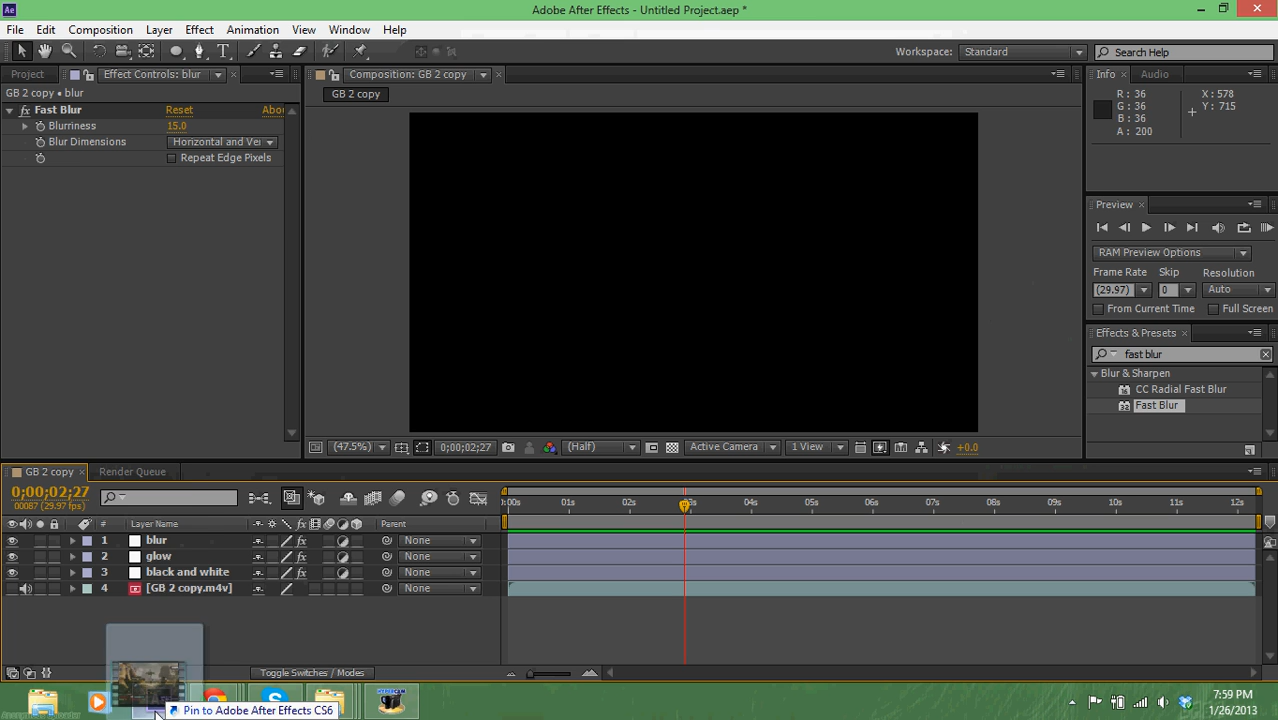 Adobe After Effects - Untitled Project.aep *
File Edit Composition Layer Effect Animation View Window Help
Workspace: Standard Search Help
Project Effect Controls: blur Composition: GB 2 copy Info Audio
GB 2 copy • blur
GB 2 copy
R : 36 X : 578
G : 36 Y : 715
B : 36
A : 200
Fast Blur Reset Abou
Blurriness 15.0
Blur Dimensions Horizontal and Ver
Repeat Edge Pixels
Preview
RAM Preview Options
Frame Rate Skip Resolution
(29.97) 0 Auto
From Current Time Full Screen
Effects & Presets
fast blur
Blur & Sharpen
CC Radial Fast Blur
Fast Blur
(47.5%) 0;00;02;27 (Half) Active Camera 1 View +0.0
GB 2 copy Render Queue
0;00;02;27
00087 (29.97 fps)
:00s 01s 02s 03s 04s 05s 06s 07s 08s 09s 10s 11s 12s
# Layer Name Parent
1 blur None
2 glow None
3 black and white None
4 [GB 2 copy.m4v] None
Toggle Switches / Modes
Pin to Adobe After Effects CS6
7:59 PM
1/26/2013